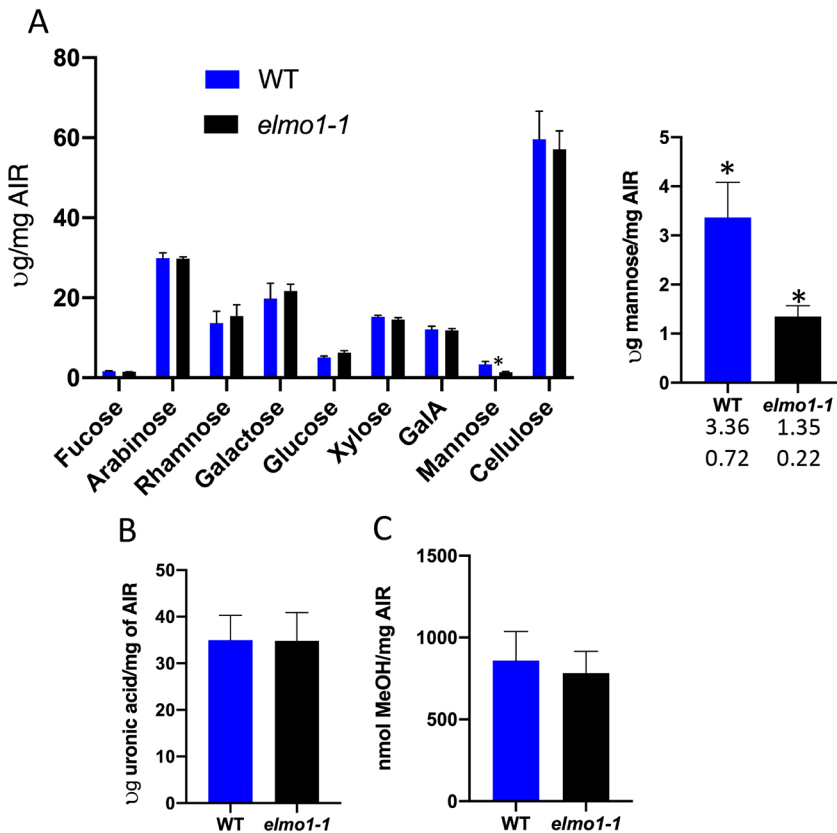 A
WT
elmo1-1
υg/mg AIR
80
60
40
20
0
*
Fucose
Arabinose
Rhamnose
Galactose
Glucose
Xylose
GalA
Mannose
Cellulose
υg mannose/mg AIR
5
4
3
2
1
0
*
*
WT elmo1-1
3.36 1.35
0.72 0.22
B
υg uronic acid/mg of AIR
50
40
30
20
10
0
WT elmo1-1
C
nmol MeOH/mg AIR
1500
1000
500
0
WT elmo1-1